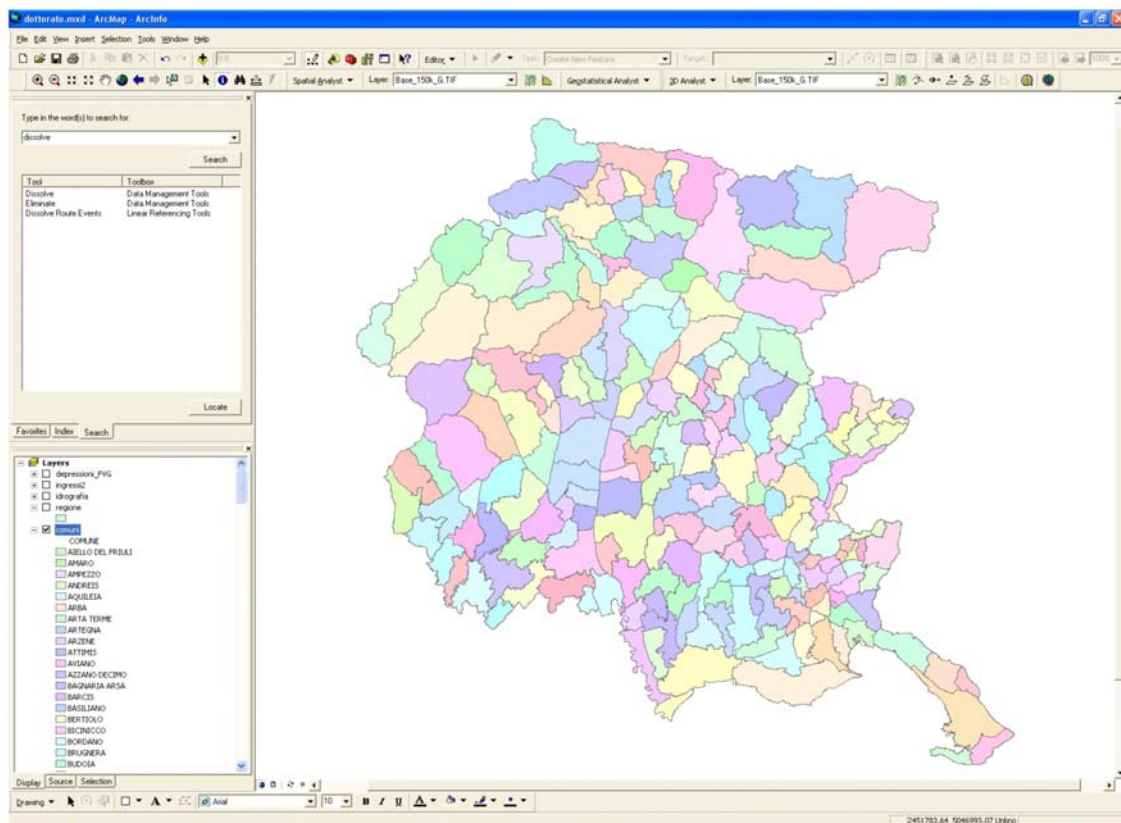 dottorato.mxd - ArcMap - ArcInfo
File Edit View Insert Selection Tools Window Help
Editor Task: Create New Feature Target: 100%
Spatial Analyst Layer: Base_150k_G.TIF Geostatistical Analyst 3D Analyst Layer: Base_150k_G.TIF
Type in the word(s) to search for:
dissolve
Search
Tool Toolbox
Dissolve Data Management Tools
Eliminate Data Management Tools
Dissolve Route Events Linear Referencing Tools
Locate
Favorites Index Search
Layers
depressioni_FVG
ingressi2
idrografia
regione
comuni
COMUNE
AIELLO DEL FRIULI
AMARO
AMPEZZO
ANDREIS
AQUILEIA
ARBA
ARTA TERME
ARTEGNA
ARZENE
ATTIMIS
AVIANO
AZZANO DECIMO
BAGNARIA ARSA
BARCIS
BASILIANO
BERTIOLO
BICINICCO
BORDANO
BRUGNERA
BUDOIA
Display Source Selection
Drawing A Arial 10 B I U A
2451783.64 5046993.07 Unkno